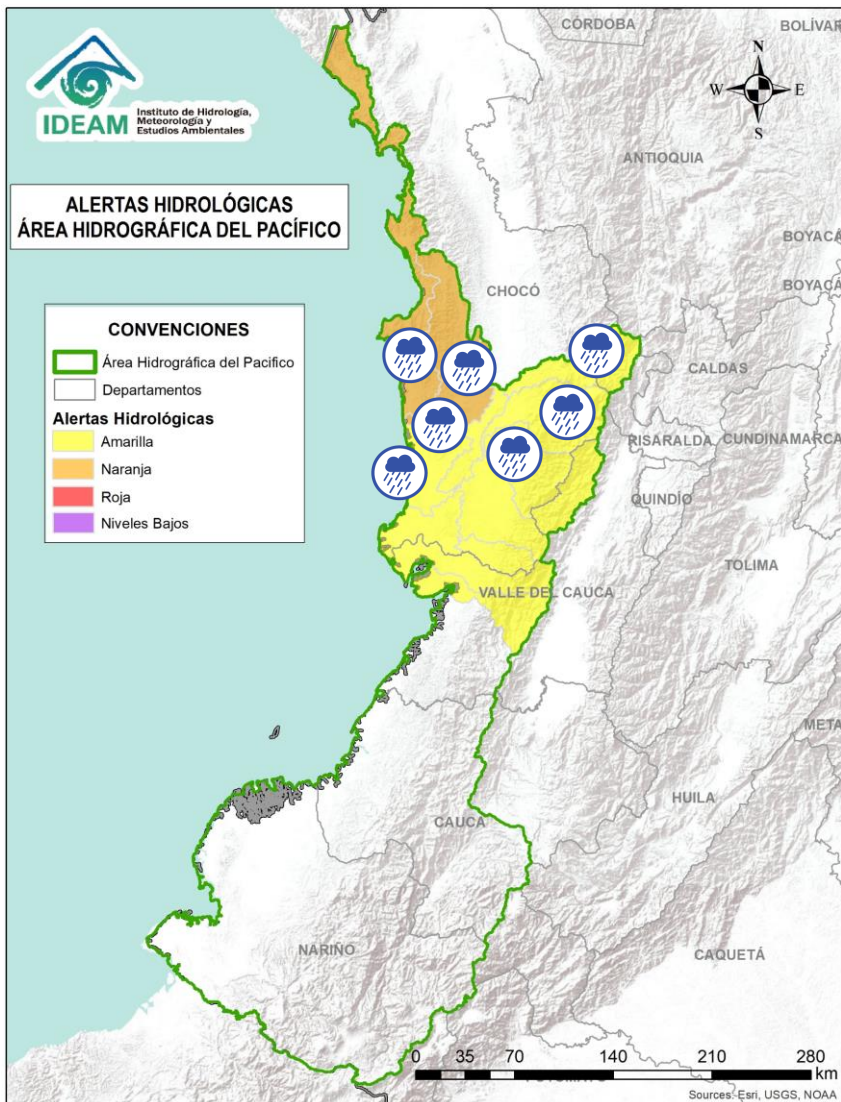 CÓRDOBA
BOLÍVAR
IDEAM
Instituto de Hidrología,
Meteorología y
Estudios Ambientales
N
W
E
S
ANTIOQUIA
ALERTAS HIDROLÓGICAS
ÁREA HIDROGRÁFICA DEL PACÍFICO
BOYACÁ
BOYACÁ
CHOCÓ
CONVENCIONES
Área Hidrográfica del Pacifico
Departamentos
Alertas Hidrológicas
Amarilla
Naranja
Roja
Niveles Bajos
CALDAS
RISARALDA
CUNDINAMARCA
QUINDÍO
TOLIMA
VALLE DEL CAUCA
META
HUILA
CAUCA
NARIÑO
CAQUETÁ
0 35 70 140 210 280
km
Sources: Esri, USGS, NOAA